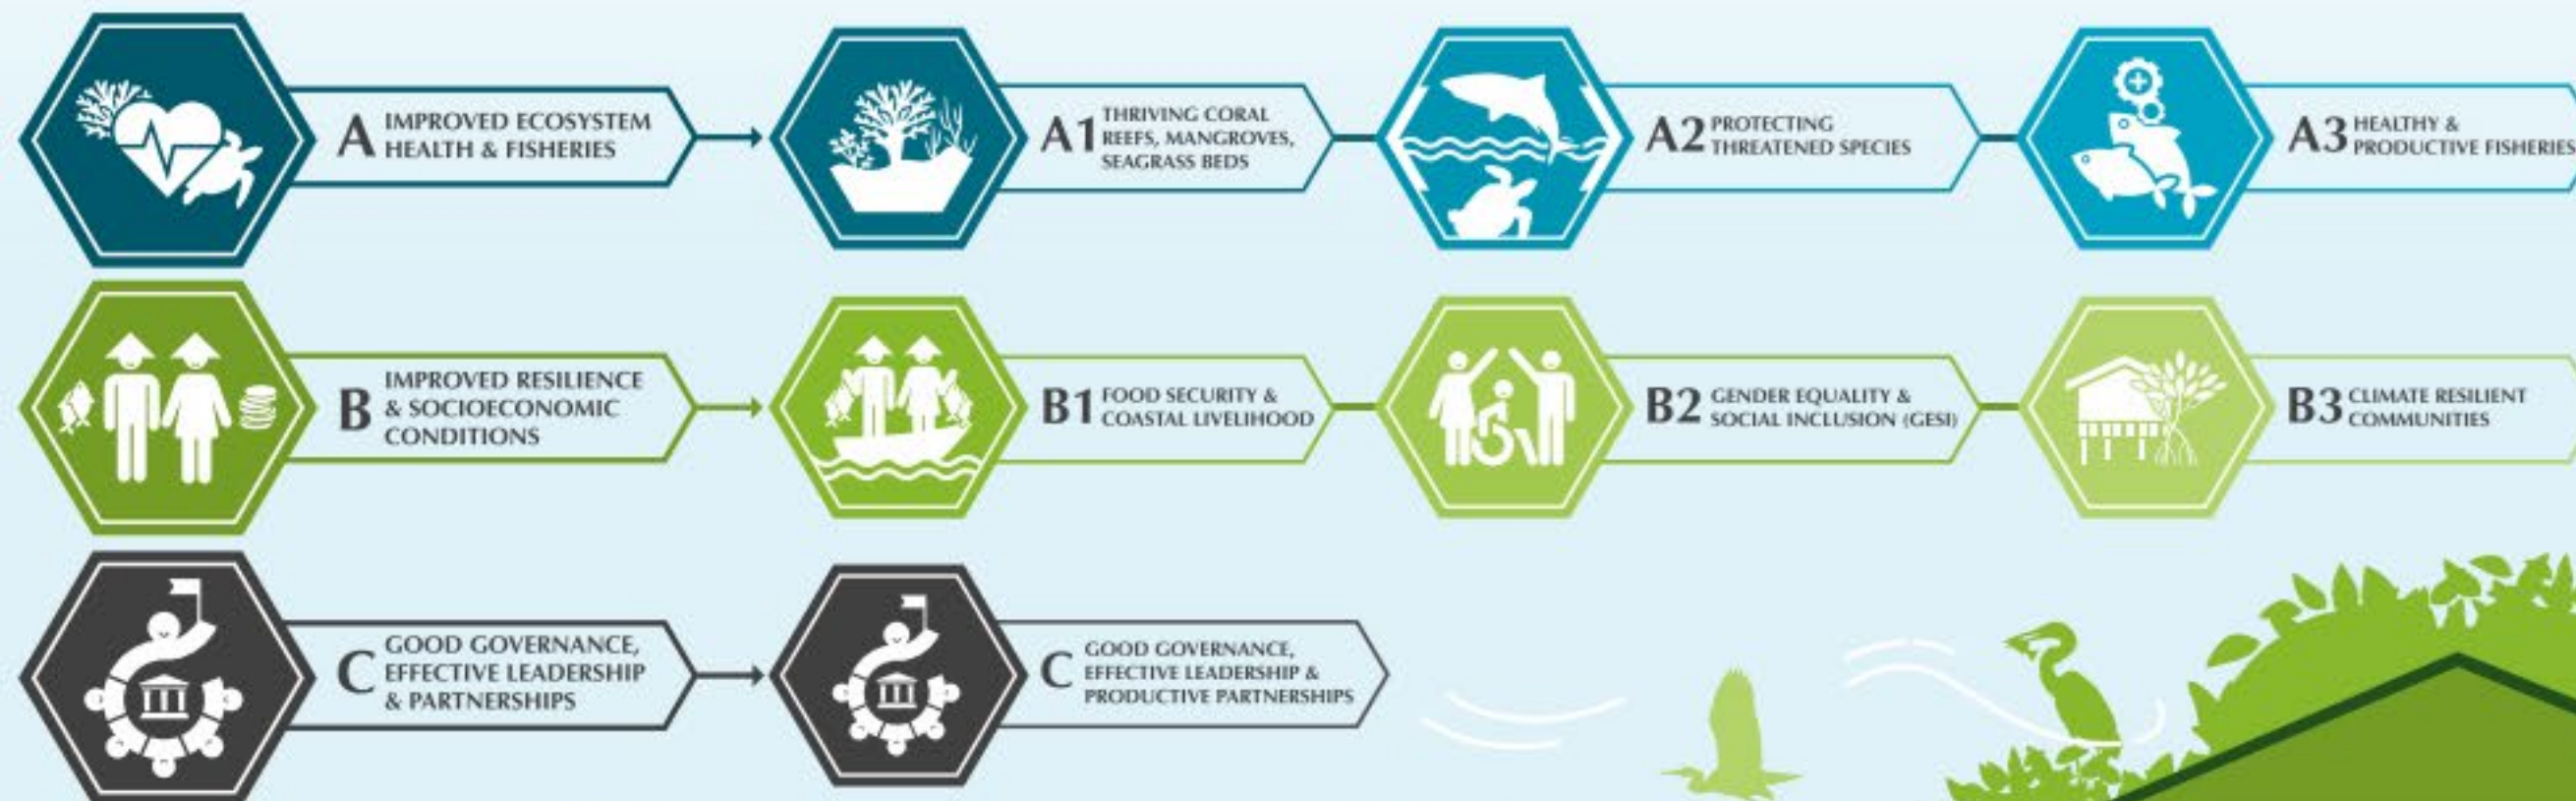 A IMPROVED ECOSYSTEM
HEALTH & FISHERIES
A1 THRIVING CORAL
REEFS, MANGROVES,
SEAGRASS BEDS
A2 PROTECTING
THREATENED SPECIES
A3 HEALTHY &
PRODUCTIVE FISHERIES
B IMPROVED RESILIENCE
& SOCIOECONOMIC
CONDITIONS
B1 FOOD SECURITY &
COASTAL LIVELIHOOD
B2 GENDER EQUALITY &
SOCIAL INCLUSION (GESI)
B3 CLIMATE RESILIENT
COMMUNITIES
C GOOD GOVERNANCE,
EFFECTIVE LEADERSHIP
& PARTNERSHIPS
C GOOD GOVERNANCE,
EFFECTIVE LEADERSHIP &
PRODUCTIVE PARTNERSHIPS